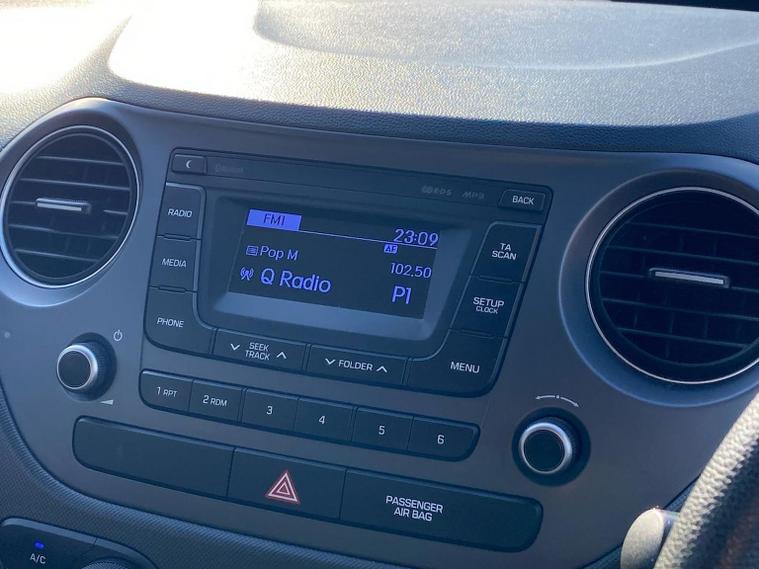 RDS MP3
BACK
RADIO
MEDIA
PHONE
FM1
23:09
AF
Pop M
102,50
Q Radio
P1
TA
SCAN
SETUP
CLOCK
SEEK
TRACK
FOLDER
MENU
1 RPT
2 RDM
3
4
5
6
PASSENGER
AIR BAG
A/C